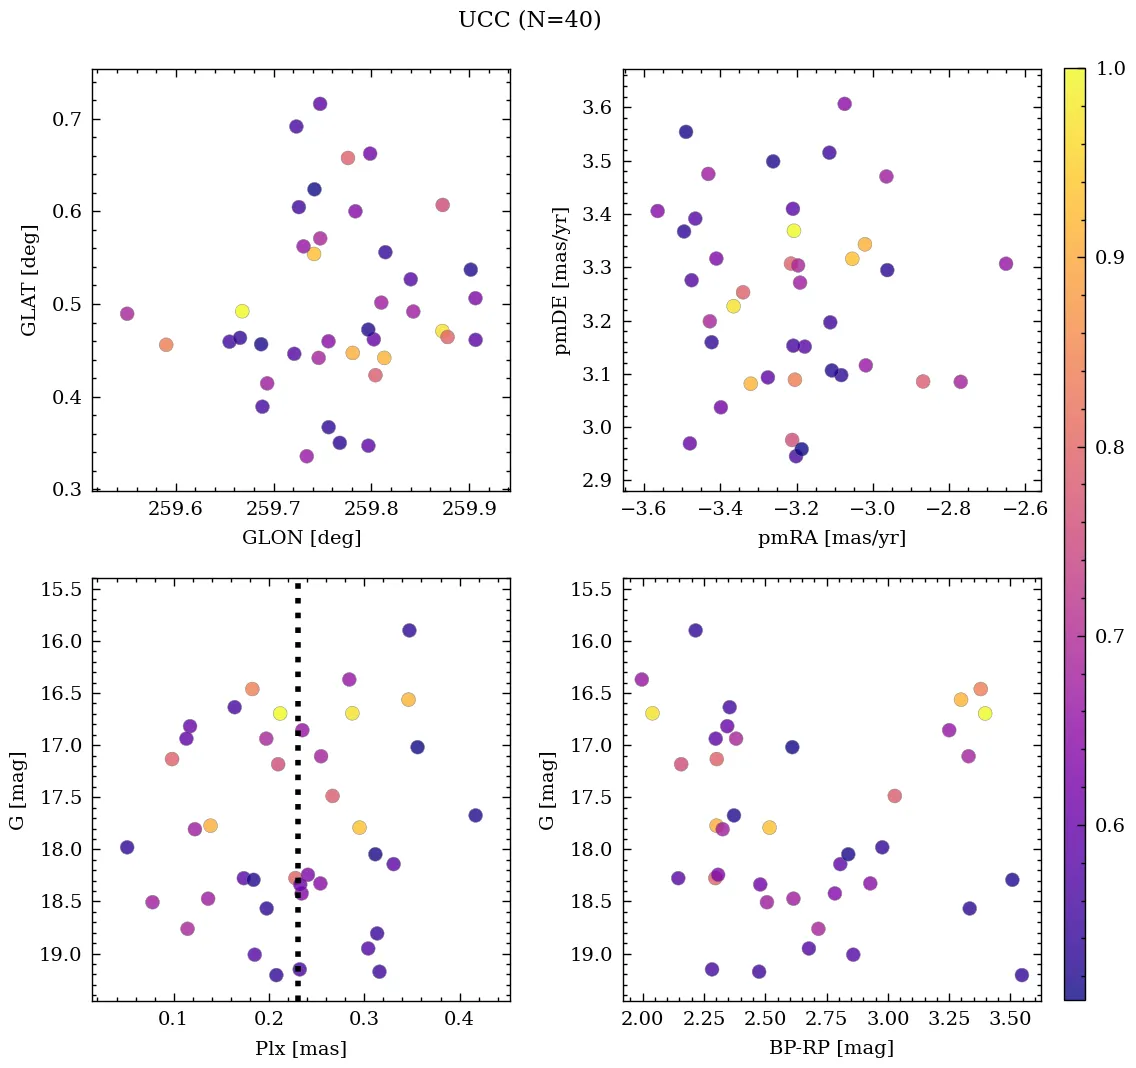 UCC (N=40)
0.7
0.6
0.5
0.4
0.3
GLAT [deg]
259.6 259.7 259.8 259.9
GLON [deg]
3.6
3.5
3.4
3.3
3.2
3.1
3.0
2.9
pmDE [mas/yr]
−3.6 −3.4 −3.2 −3.0 −2.8 −2.6
pmRA [mas/yr]
15.5
16.0
16.5
17.0
17.5
18.0
18.5
19.0
G [mag]
0.1 0.2 0.3 0.4
Plx [mas]
15.5
16.0
16.5
17.0
17.5
18.0
18.5
19.0
G [mag]
2.00 2.25 2.50 2.75 3.00 3.25 3.50
BP-RP [mag]
1.0
0.9
0.8
0.7
0.6